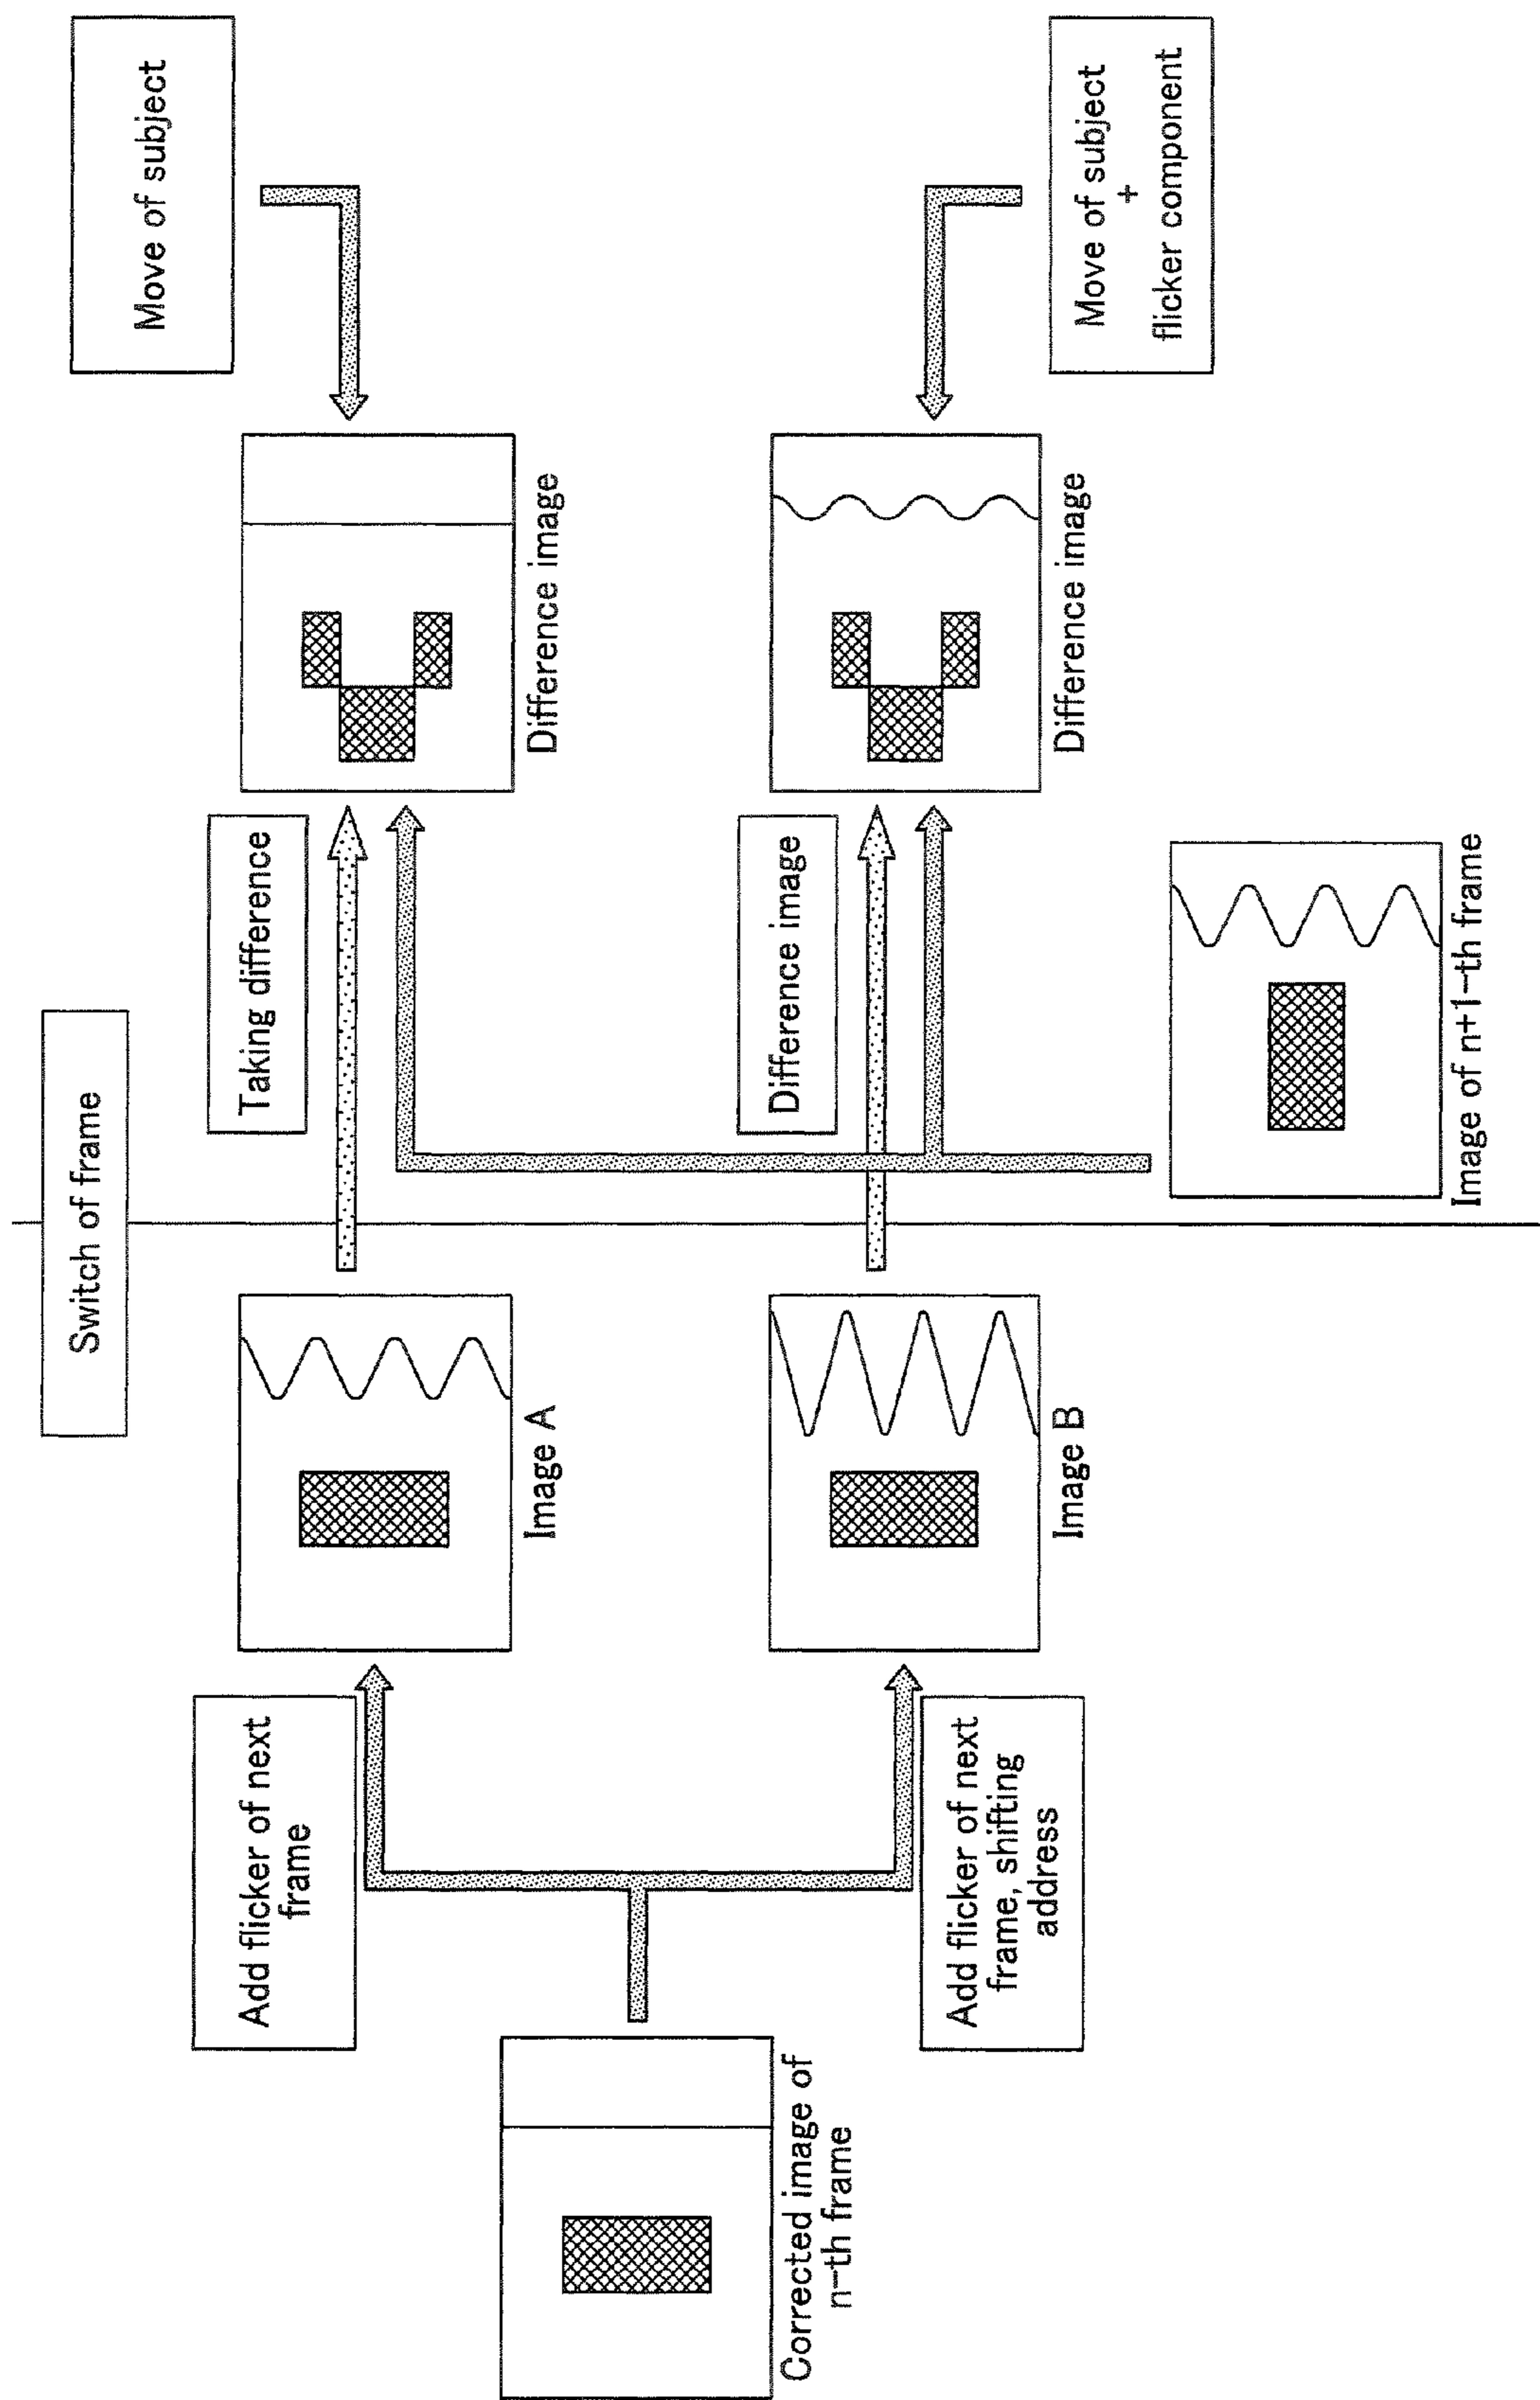 Switch of frame
Move of subject
Add flicker of next
frame
Taking difference
Image A
Difference image
Corrected image of
n-th frame
Add flicker of next
frame, shifting
address
Difference image
Image B
Difference image
Move of subject
+
flicker component
Image of n+1-th frame